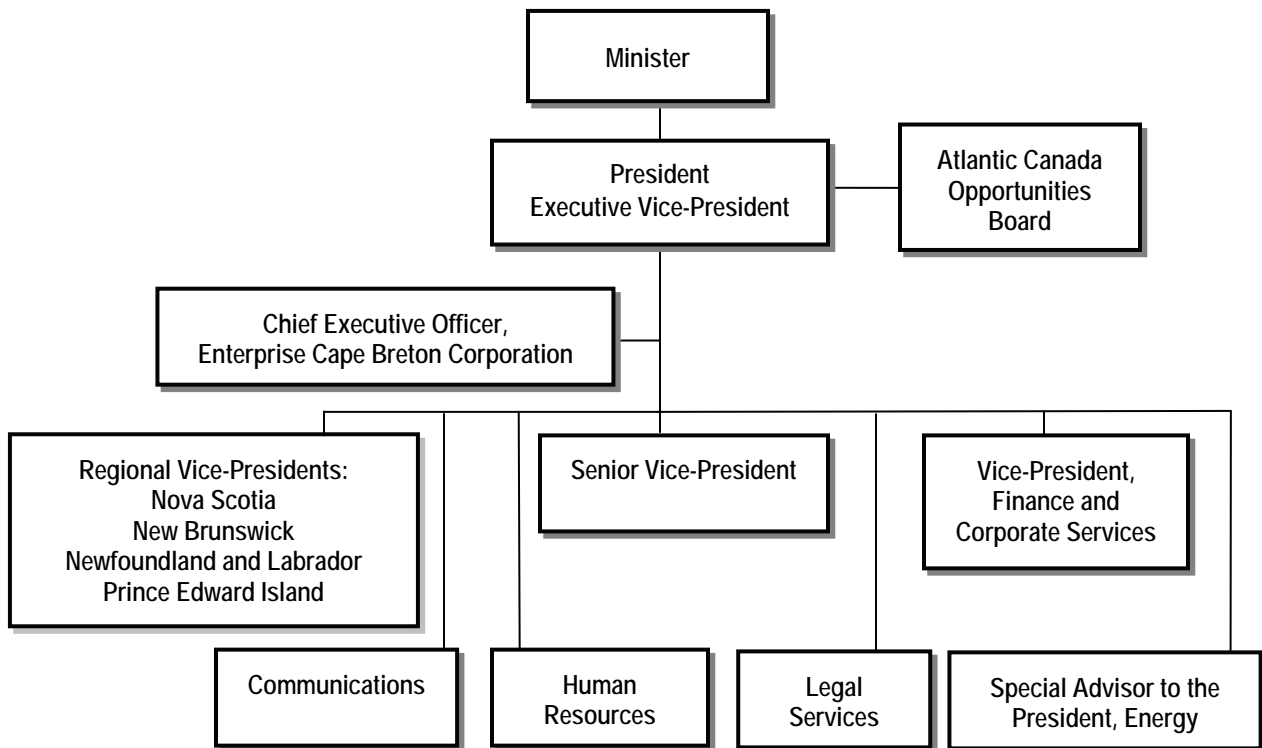 Minister
President
Executive Vice-President
Atlantic Canada
Opportunities
Board
Chief Executive Officer,
Enterprise Cape Breton Corporation
Regional Vice-Presidents:
Nova Scotia
New Brunswick
Newfoundland and Labrador
Prince Edward Island
Senior Vice-President
Vice-President,
Finance and
Corporate Services
Communications
Human
Resources
Legal
Services
Special Advisor to the
President, Energy